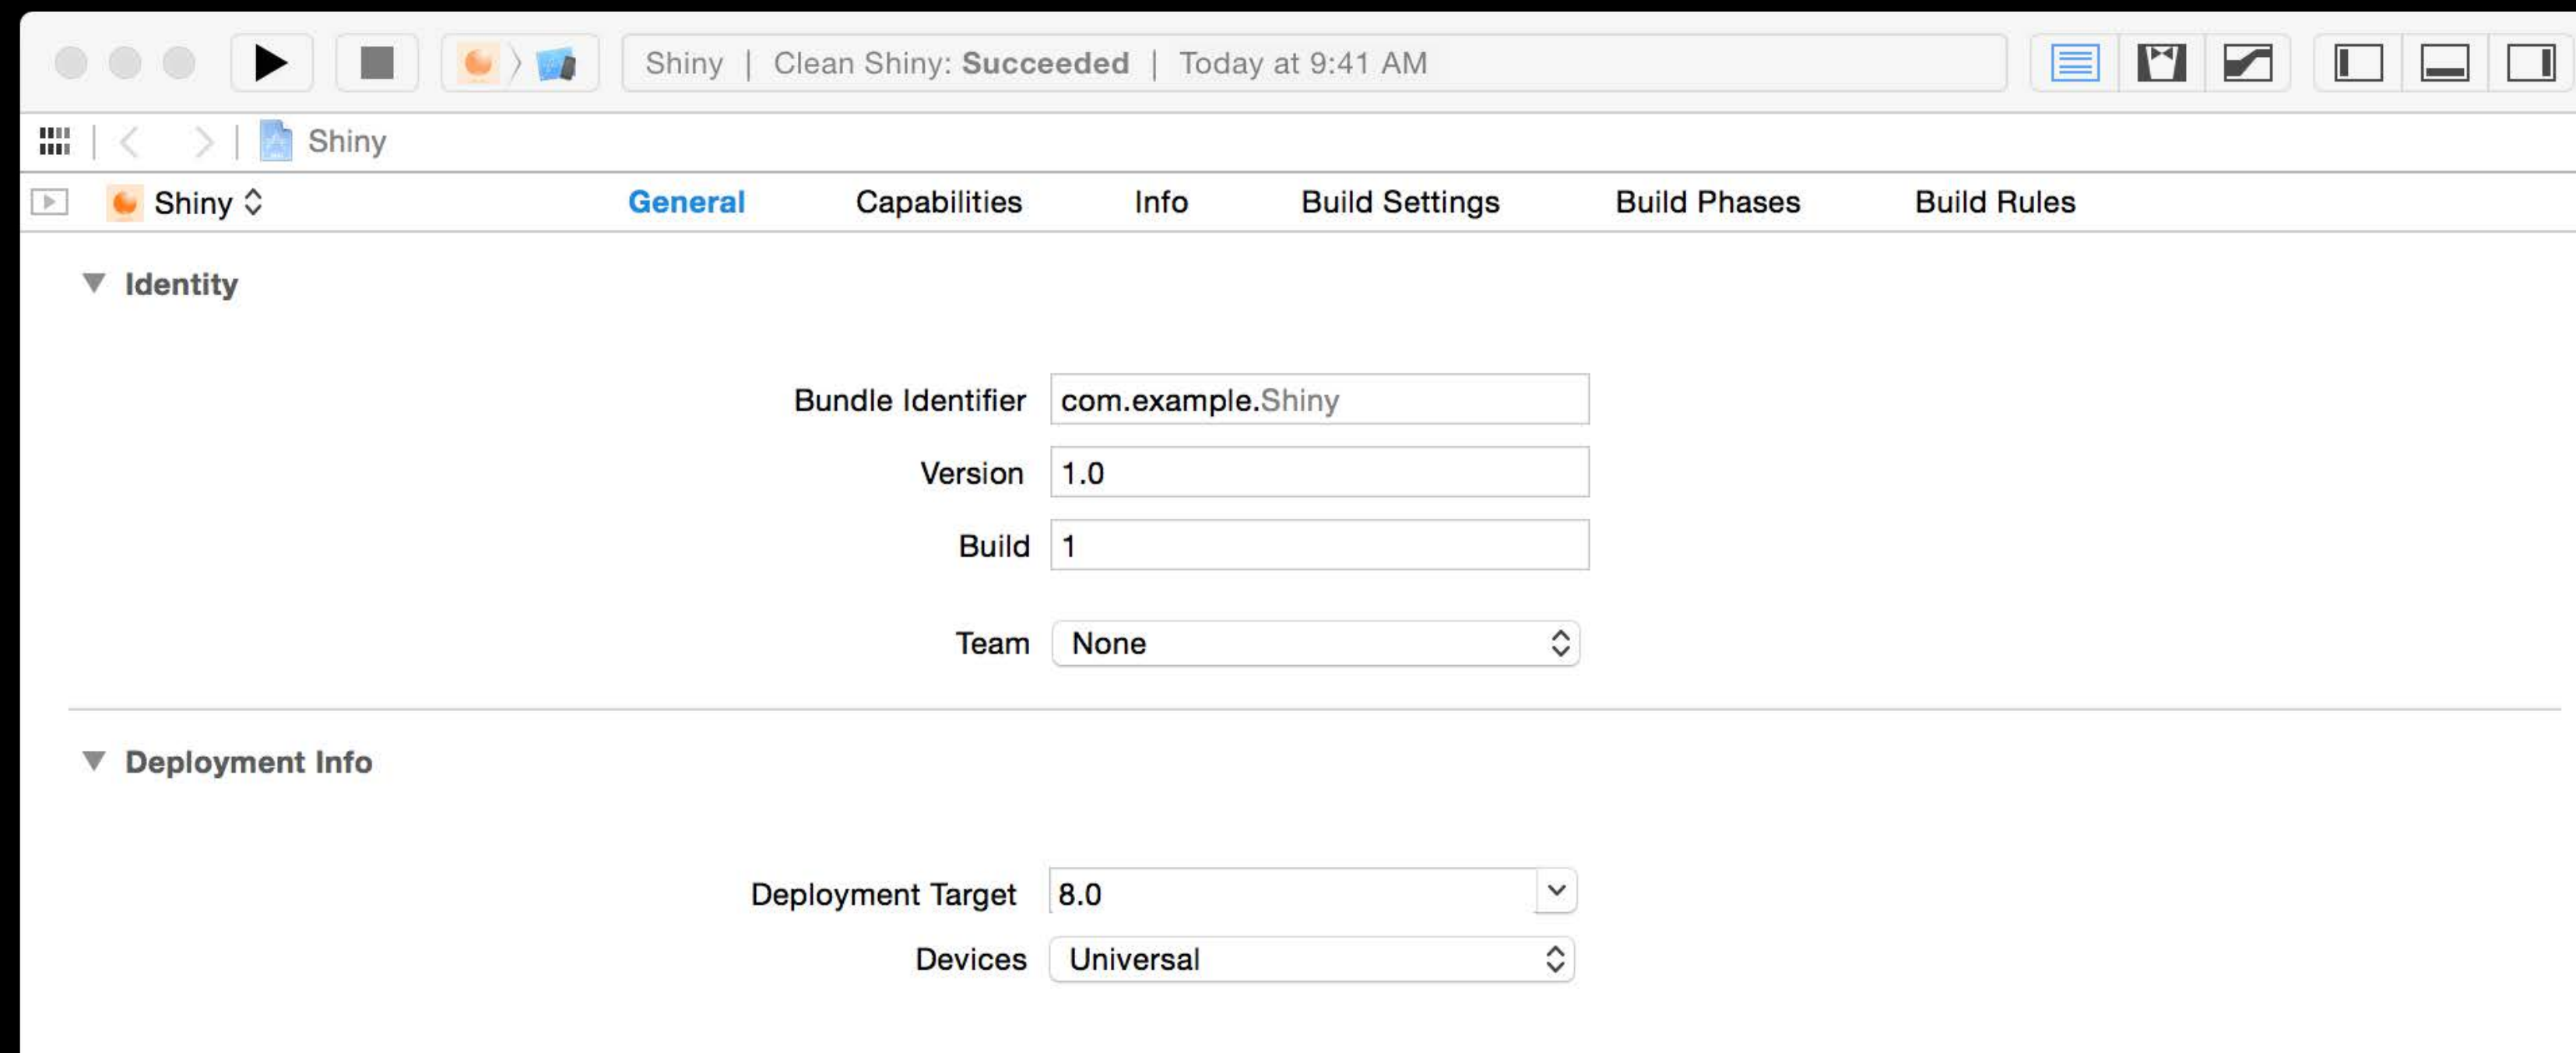 Shiny | Clean Shiny: Succeeded | Today at 9:41 AM
Shiny
Shiny General Capabilities Info Build Settings Build Phases Build Rules
Identity
Bundle Identifier com.example.Shiny
Version 1.0
Build 1
Team None
Deployment Info
Deployment Target 8.0
Devices Universal